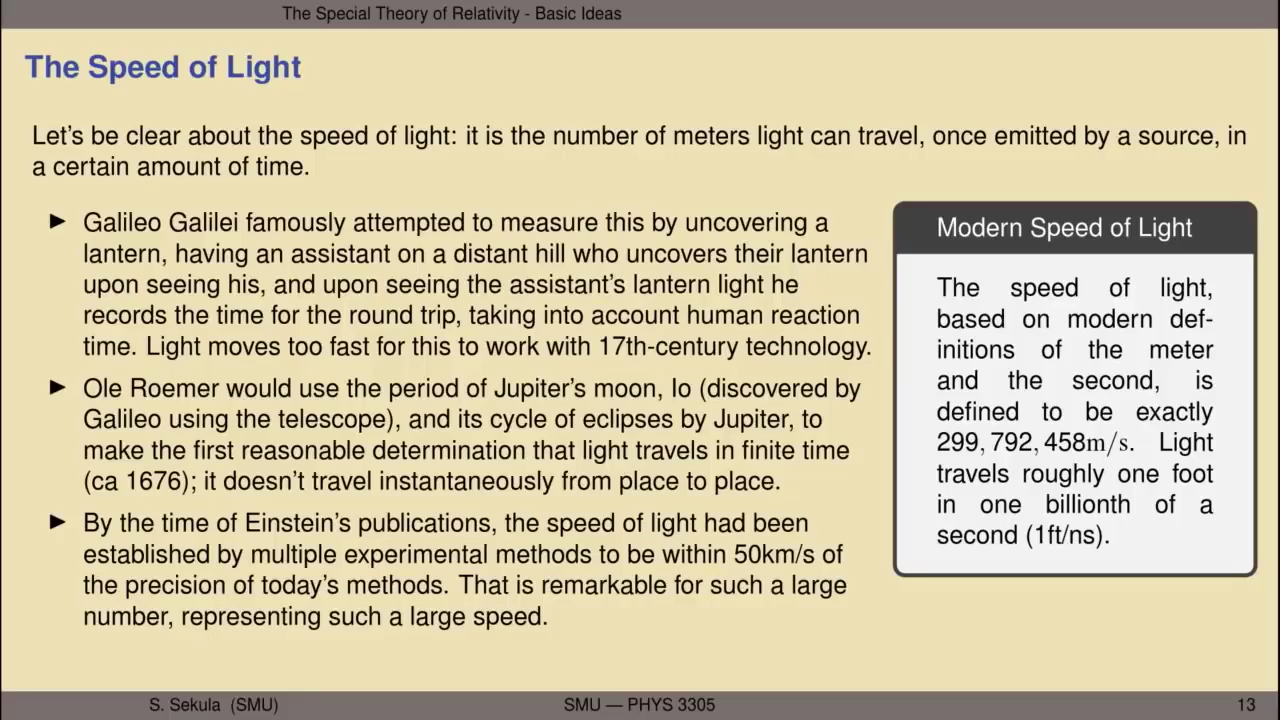 The Special Theory of Relativity - Basic Ideas
The Speed of Light
Let's be clear about the speed of light: it is the number of meters light can travel, once emitted by a source, in
a certain amount of time.
► Galileo Galilei famously attempted to measure this by uncovering a
lantern, having an assistant on a distant hill who uncovers their lantern
upon seeing his, and upon seeing the assistant's lantern light he
records the time for the round trip, taking into account human reaction
time. Light moves too fast for this to work with 17th-century technology.
► Ole Roemer would use the period of Jupiter's moon, Io (discovered by
Galileo using the telescope), and its cycle of eclipses by Jupiter, to
make the first reasonable determination that light travels in finite time
(ca 1676); it doesn't travel instantaneously from place to place.
► By the time of Einstein's publications, the speed of light had been
established by multiple experimental methods to be within 50km/s of
the precision of today's methods. That is remarkable for such a large
number, representing such a large speed.
Modern Speed of Light
The speed of light,
based on modern def-
initions of the meter
and the second, is
defined to be exactly
299, 792, 458m/s. Light
travels roughly one foot
in one billionth of a
second (1ft/ns).
S. Sekula (SMU)
SMU — PHYS 3305
13